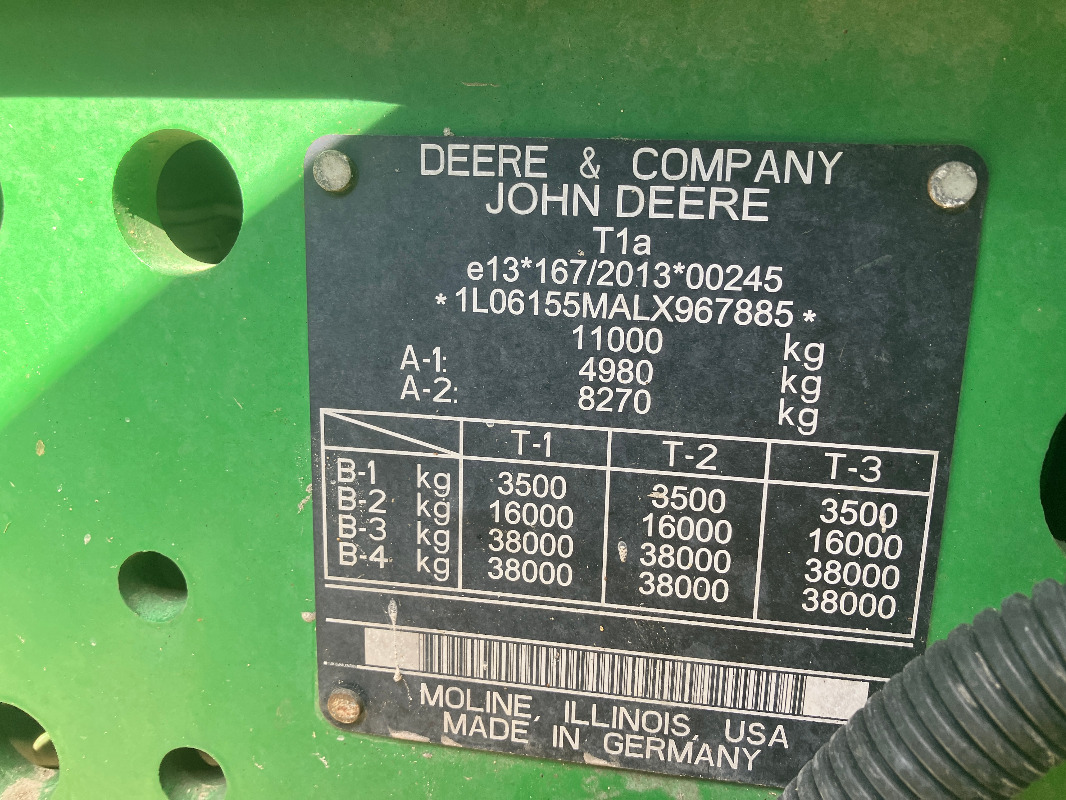 DEERE & COMPANY
JOHN DEERE
T1a
e13*167/2013*00245
*1L06155MALX967885*
11000 kg
A-1: 4980 kg
A-2: 8270 kg
T-1 T-2 T-3
B-1 kg 3500 3500 3500
B-2 kg 16000 16000 16000
B-3 kg 38000 38000 38000
B-4 kg 38000 38000 38000
MOLINE, ILLINOIS, USA
MADE IN GERMANY